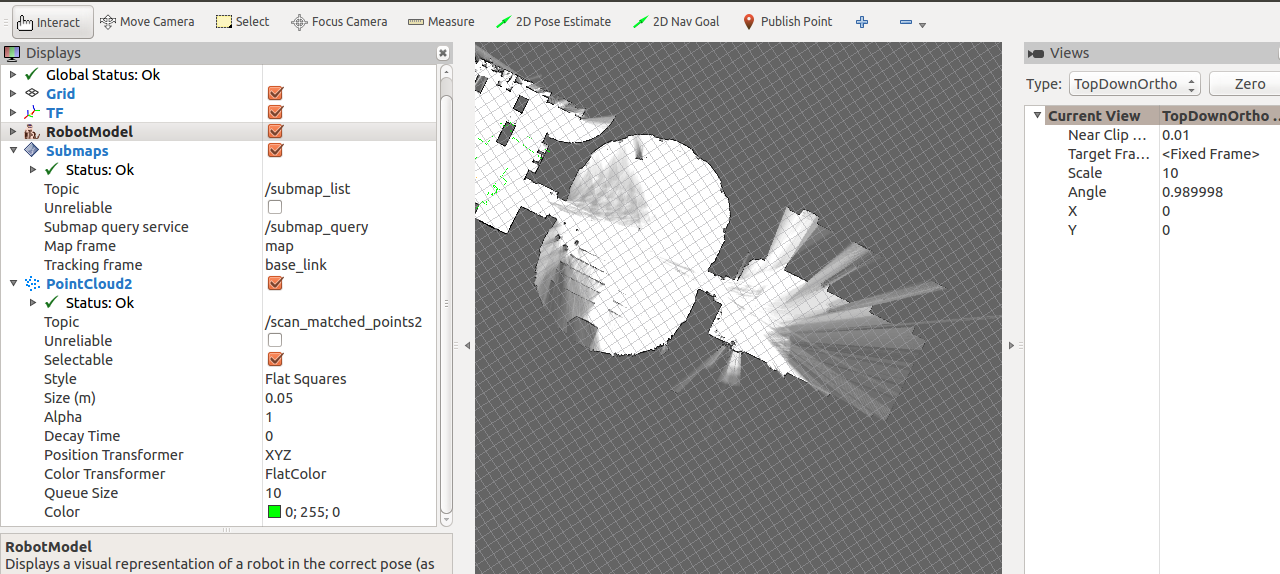 Interact Move Camera Select Focus Camera Measure 2D Pose Estimate 2D Nav Goal Publish Point
Displays
Global Status: Ok
Grid
TF
RobotModel
Submaps
Status: Ok
Topic /submap_list
Unreliable
Submap query service /submap_query
Map frame map
Tracking frame base_link
PointCloud2
Status: Ok
Topic /scan_matched_points2
Unreliable
Selectable
Style Flat Squares
Size (m) 0.05
Alpha 1
Decay Time 0
Position Transformer XYZ
Color Transformer FlatColor
Queue Size 10
Color 0; 255; 0
RobotModel
Displays a visual representation of a robot in the correct pose (as
Views
Type: TopDownOrtho Zero
Current View TopDownOrtho ...
Near Clip ... 0.01
Target Fra... <Fixed Frame>
Scale 10
Angle 0.989998
X 0
Y 0